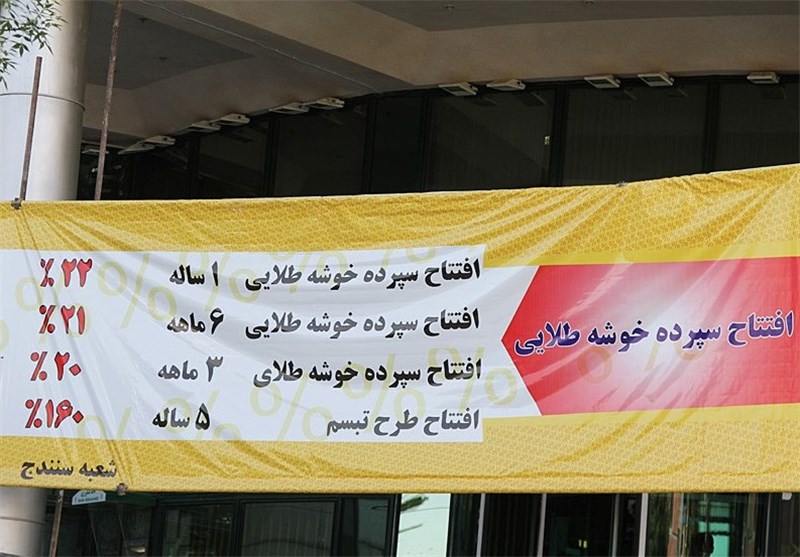 افتتاح سپرده خوشه طلایی
افتتاح سپرده خوشه طلایی ۱ ساله ۲۲ %
افتتاح سپرده خوشه طلایی ۶ ماهه ۲۱ %
افتتاح سپرده خوشه طلای ۳ ماهه ۲۰ %
افتتاح طرح تبسم ۵ ساله ۱۶۰%
شعبه سنندج